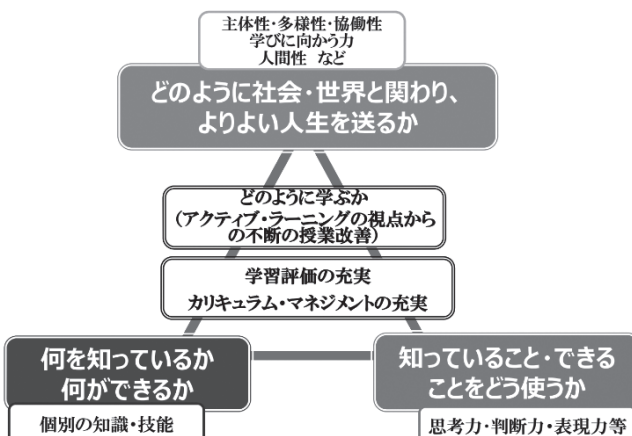 主体性・多様性・協働性
学びに向かう力
人間性 など
どのように社会・世界と関わり、
よりよい人生を送るか
どのように学ぶか
（アクティブ・ラーニングの視点から
の不断の授業改善）
学習評価の充実
カリキュラム・マネジメントの充実
何を知っているか
何ができるか
個別の知識・技能
知っていること・できる
ことをどう使うか
思考力・判断力・表現力等